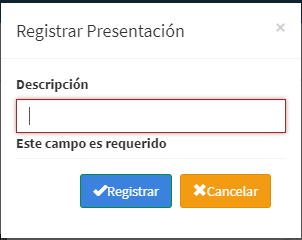 Registrar Presentación ×
Descripción
Este campo es requerido
Registrar Cancelar